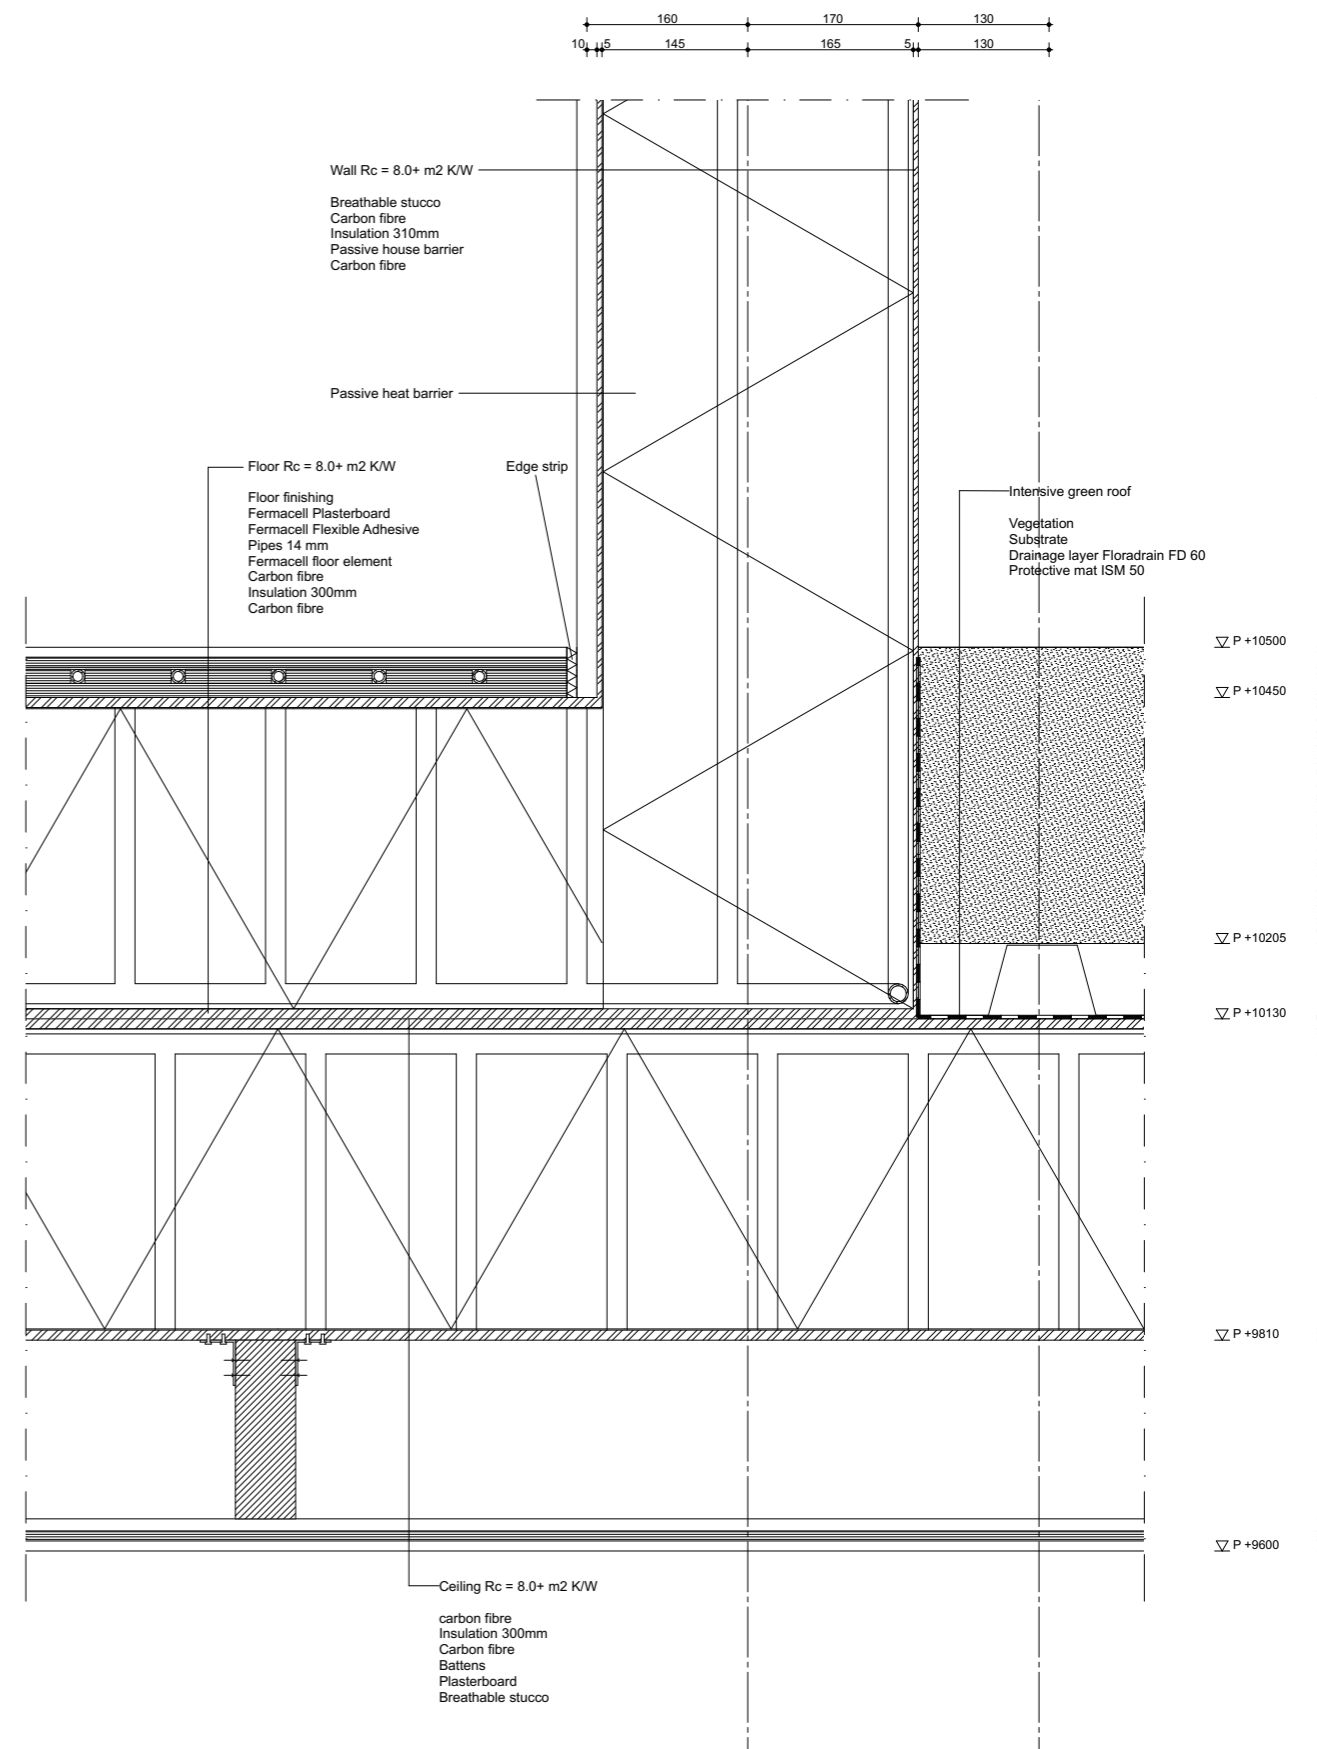 160 170 130
10 5 145 165 5 130
Wall Rc = 8.0+ m2 K/W
Breathable stucco
Carbon fibre
Insulation 310mm
Passive house barrier
Carbon fibre
Passive heat barrier
Floor Rc = 8.0+ m2 K/W
Floor finishing
Fermacell Plasterboard
Fermacell Flexible Adhesive
Pipes 14 mm
Fermacell floor element
Carbon fibre
Insulation 300mm
Carbon fibre
Edge strip
Intensive green roof
Vegetation
Substrate
Drainage layer Floradrain FD 60
Protective mat ISM 50
P +10500
P +10450
P +10205
P +10130
P +9810
P +9600
Ceiling Rc = 8.0+ m2 K/W
carbon fibre
Insulation 300mm
Carbon fibre
Battens
Plasterboard
Breathable stucco